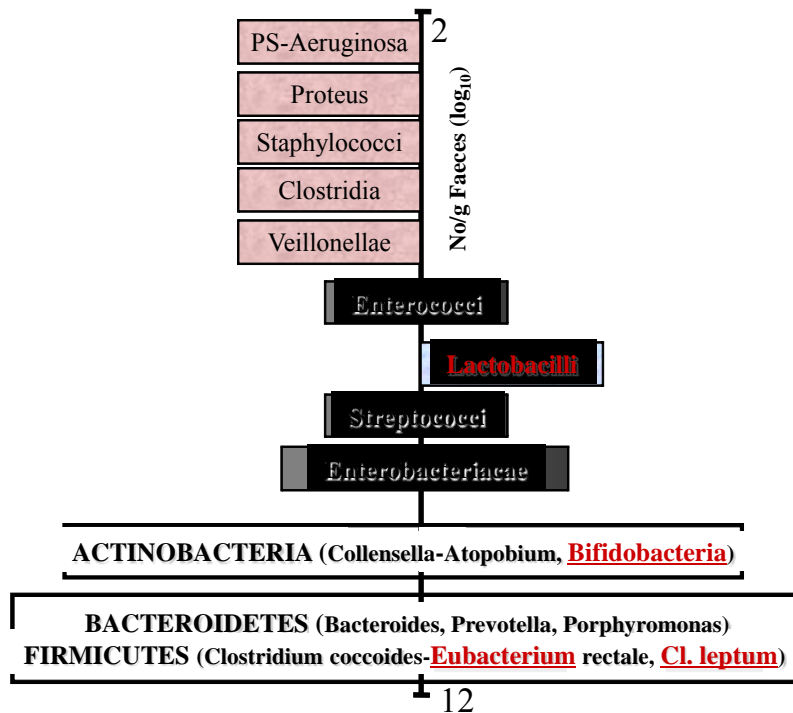 2
PS-Aeruginosa
Proteus
Staphylococci
Clostridia
Veillonellae
No/g Faeces (log10)
Enterococci
Lactobacilli
Streptococci
Enterobacteriacae
ACTINOBACTERIA (Collensella-Atopobium, Bifidobacteria)
BACTEROIDETES (Bacteroides, Prevotella, Porphyromonas)
FIRMICUTES (Clostridium coccoides-Eubacterium rectale, Cl. leptum)
12